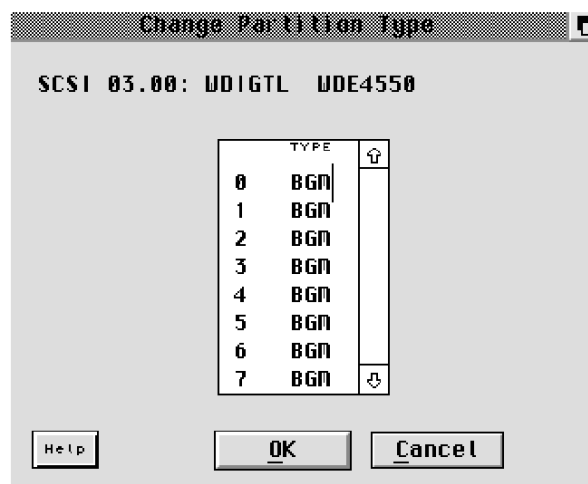 Change Partition Type
SCSI 03.00: WDIGTL WDE4550
TYPE
0 BGM
1 BGM
2 BGM
3 BGM
4 BGM
5 BGM
6 BGM
7 BGM
Help OK Cancel